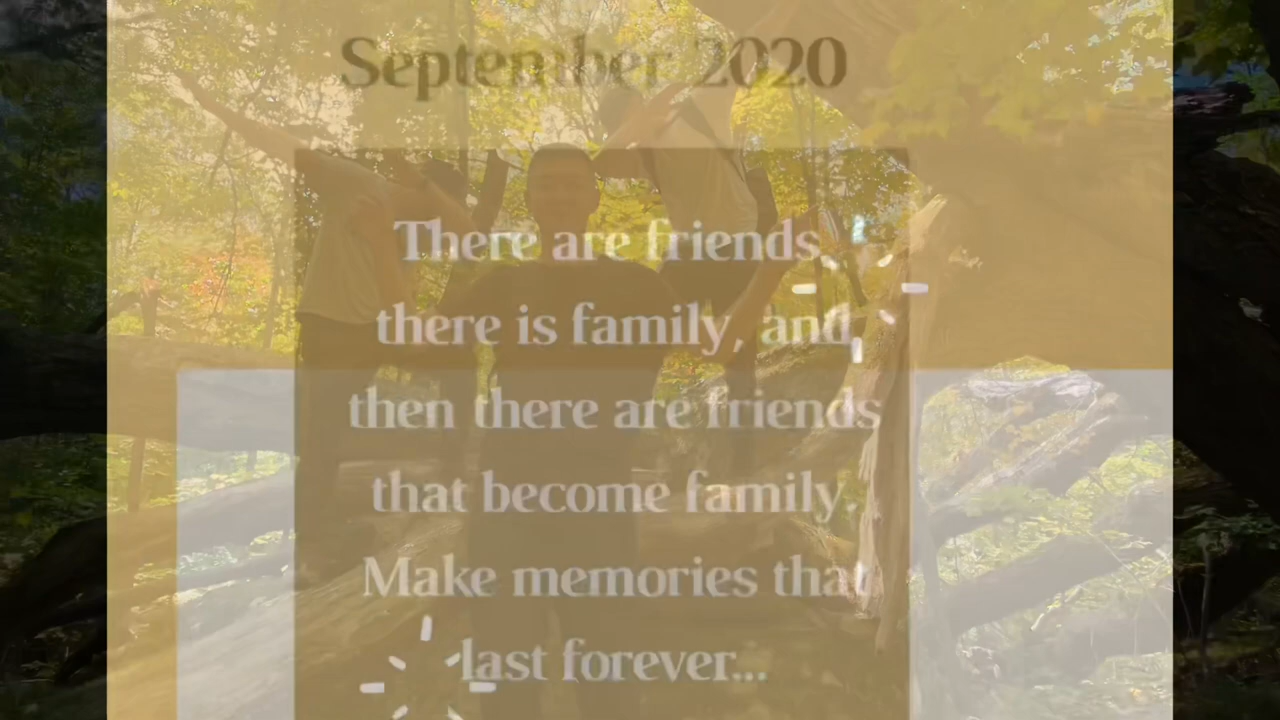 September 2020
There are friends,
there is family, and
then there are friends
that become family.
Make memories that
last forever...